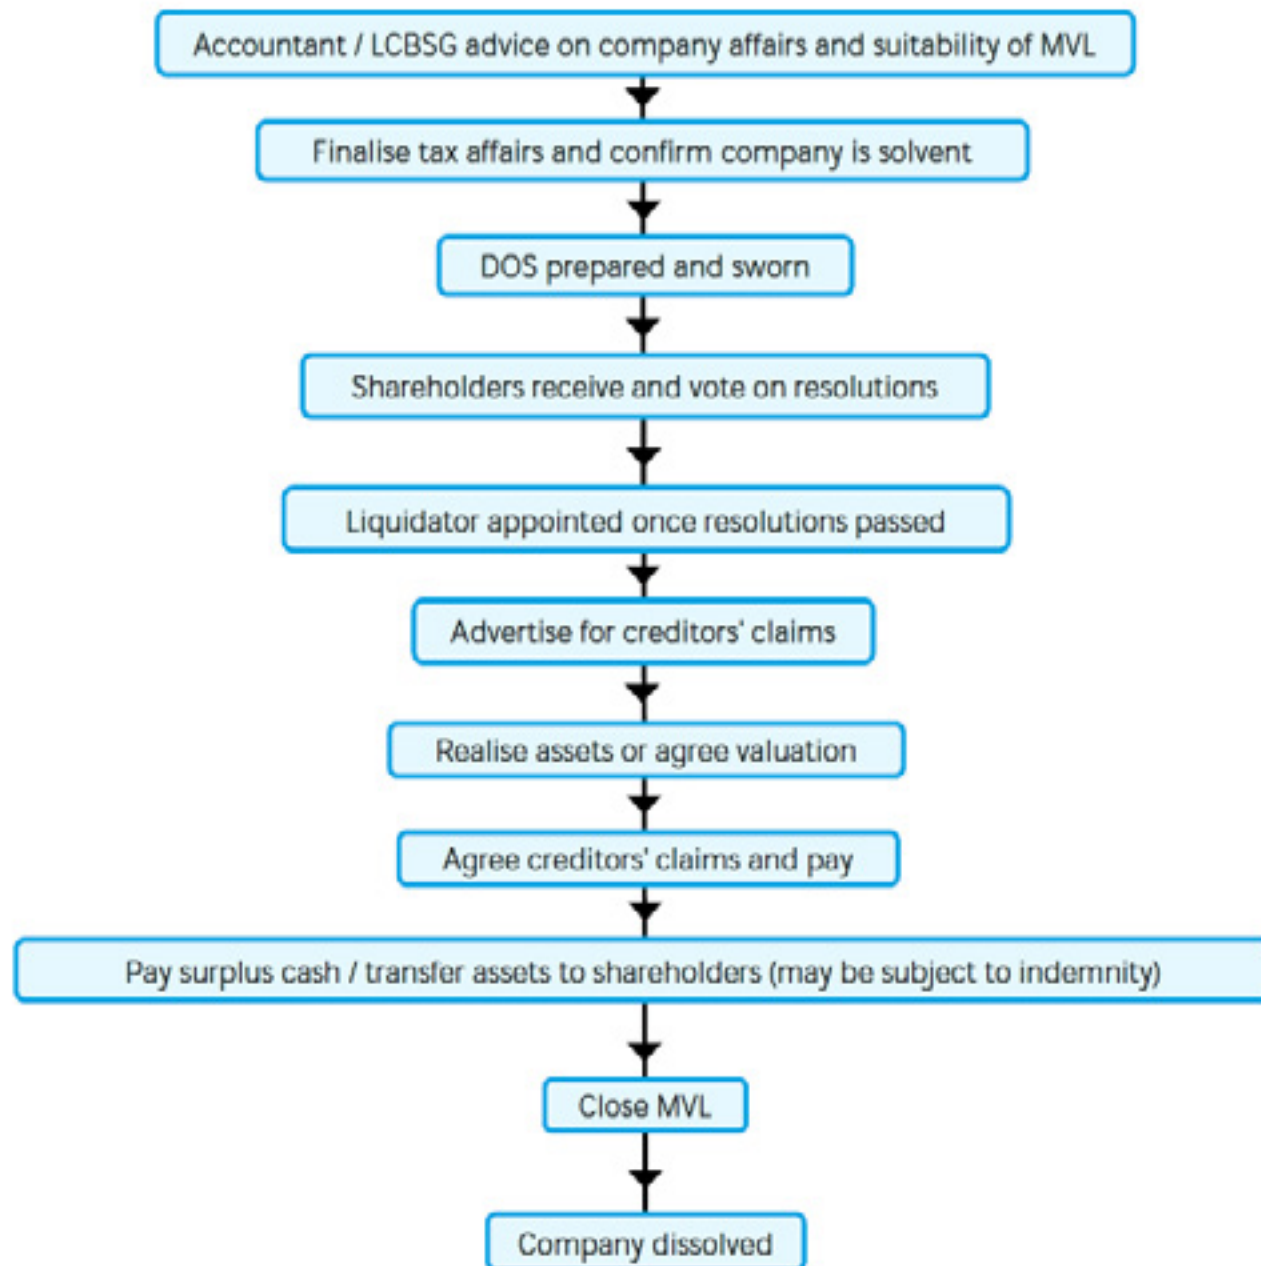 Accountant / LCBSG advice on company affairs and suitability of MVL
Finalise tax affairs and confirm company is solvent
DOS prepared and sworn
Shareholders receive and vote on resolutions
Liquidator appointed once resolutions passed
Advertise for creditors' claims
Realise assets or agree valuation
Agree creditors' claims and pay
Pay surplus cash / transfer assets to shareholders (may be subject to indemnity)
Close MVL
Company dissolved